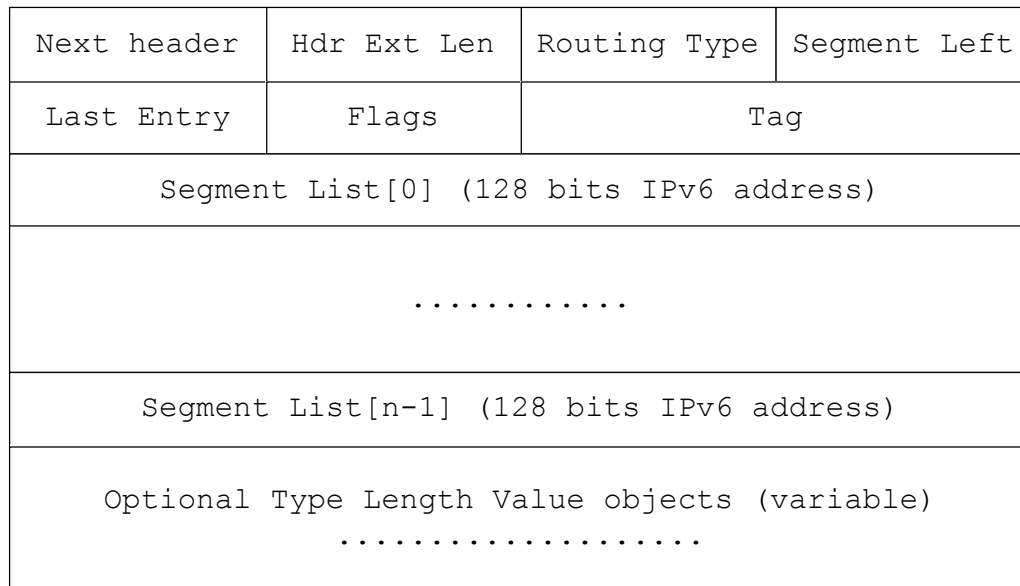 Next header Hdr Ext Len Routing Type Segment Left
Last Entry Flags Tag
Segment List[0] (128 bits IPv6 address)
............
Segment List[n-1] (128 bits IPv6 address)
Optional Type Length Value objects (variable)
.....................